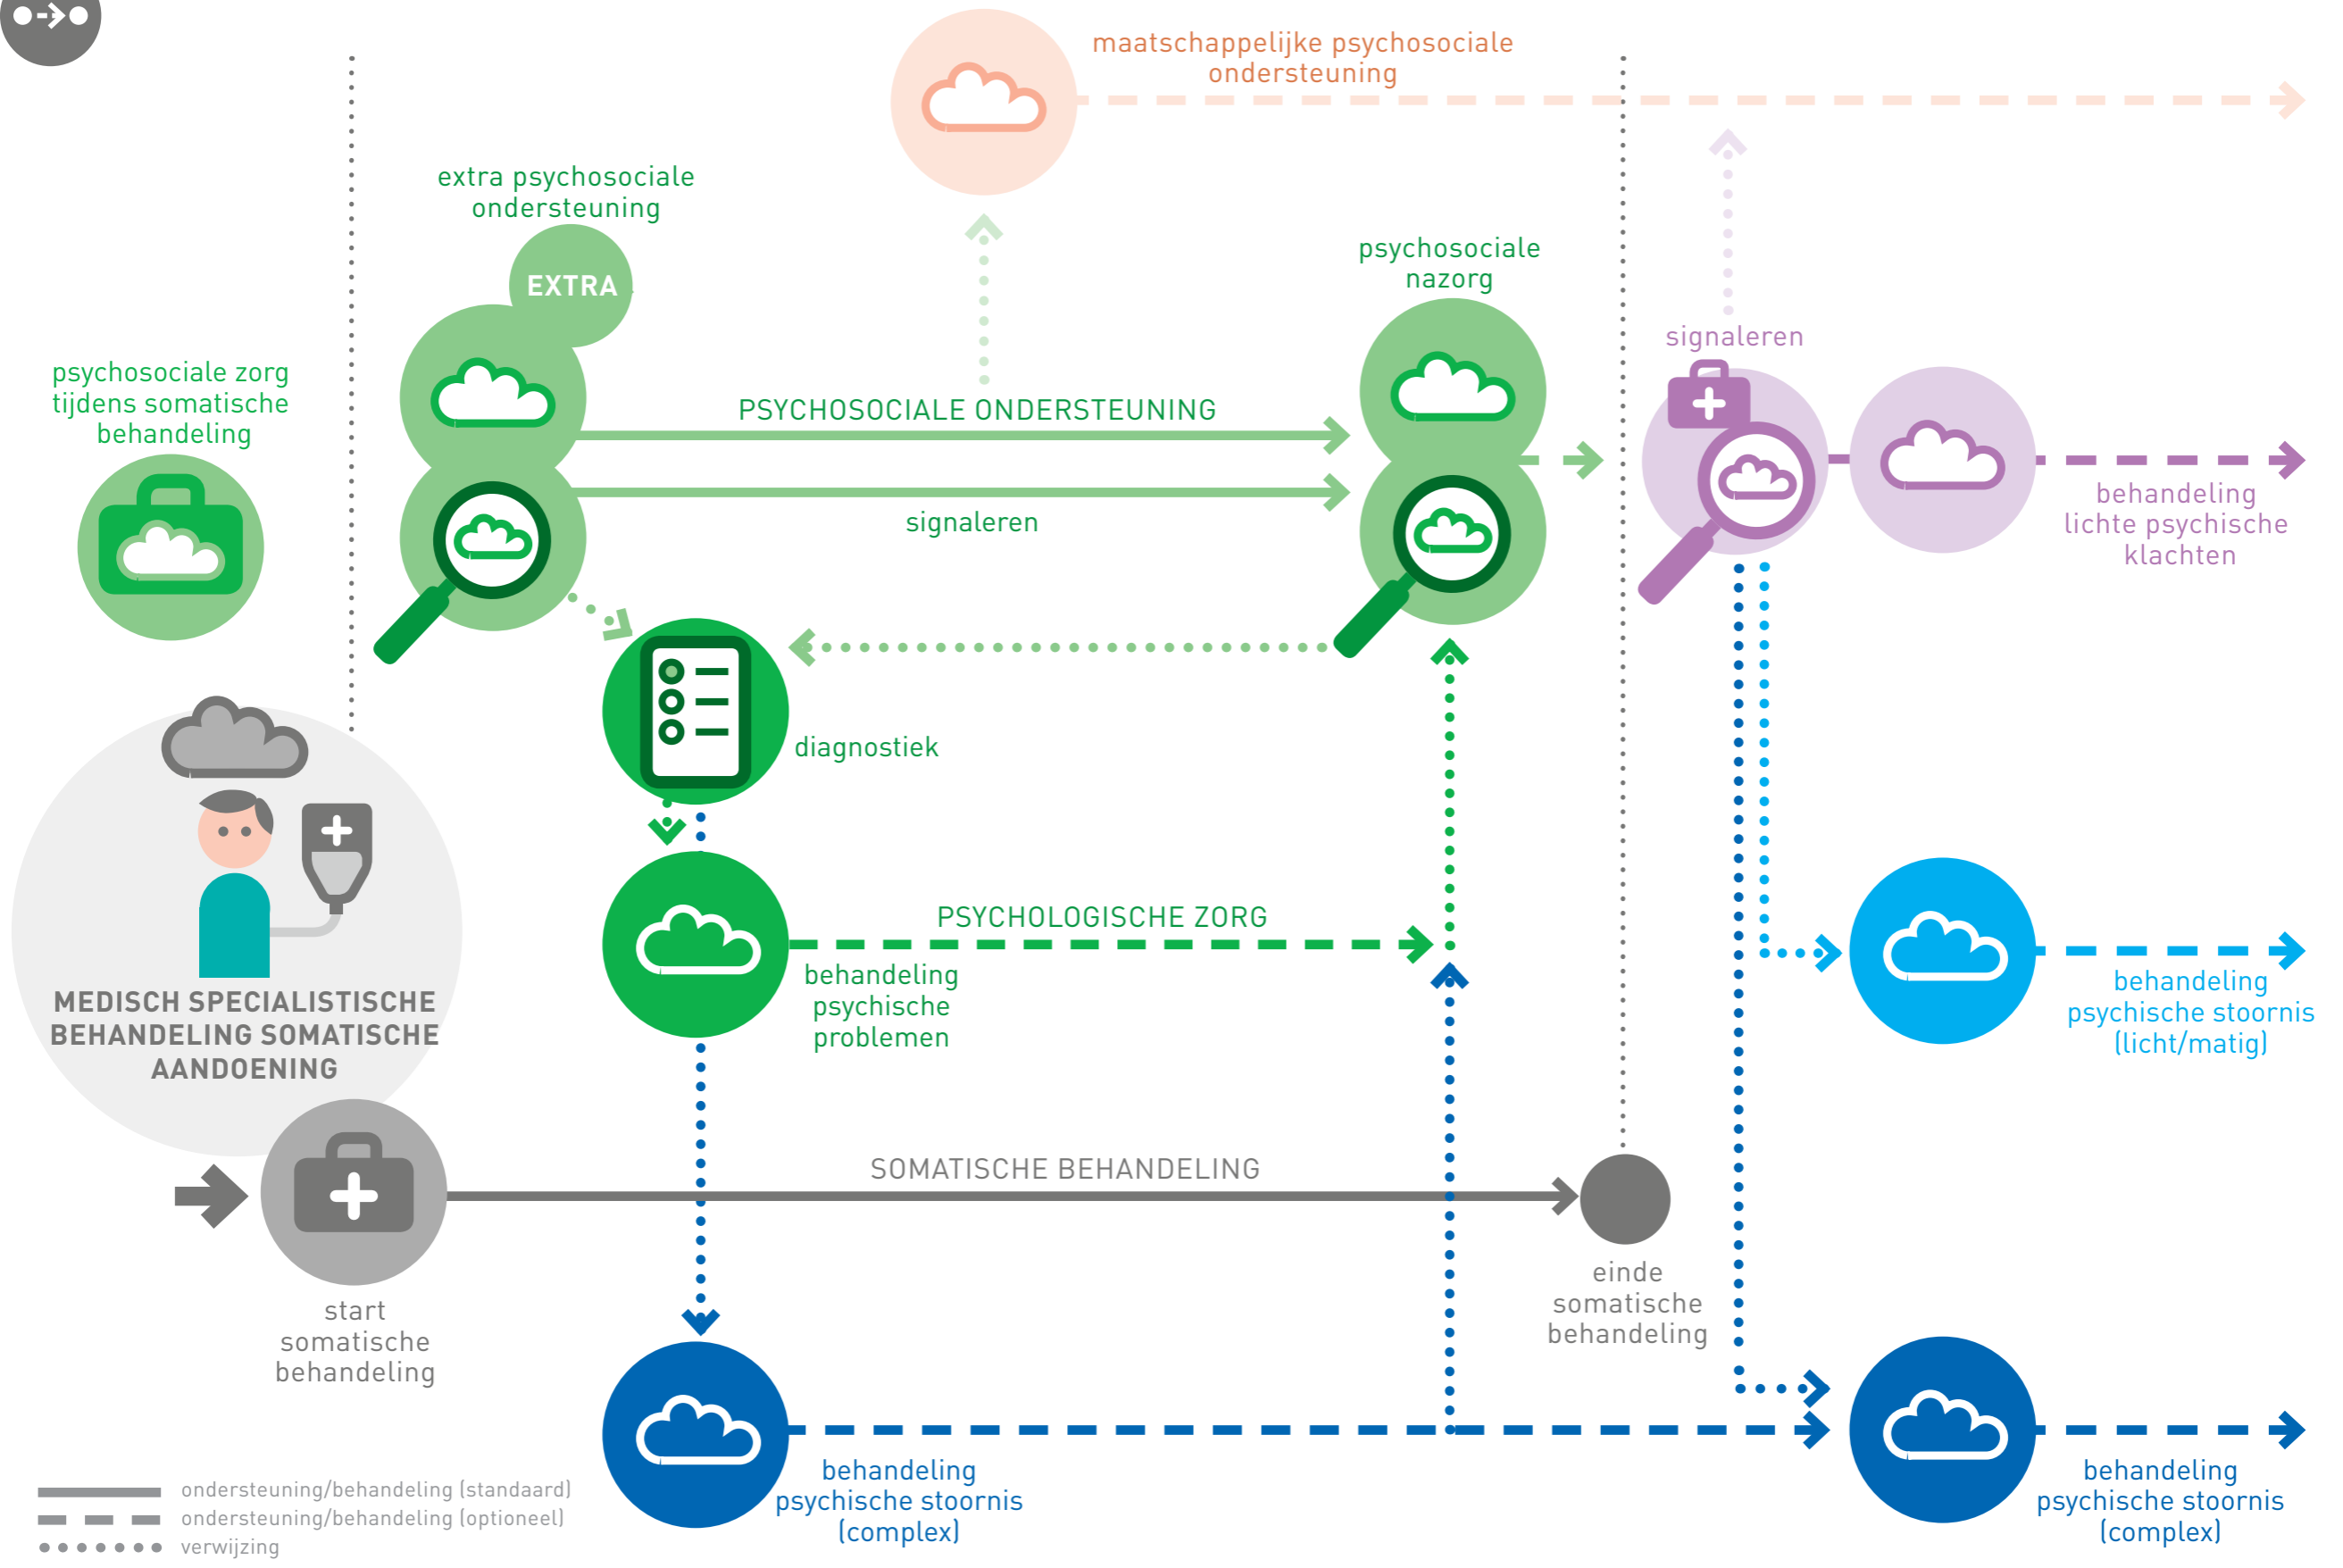 maatschappelijke psychosociale
ondersteuning
extra psychosociale
ondersteuning
EXTRA
psychosociale
nazorg
signaleren
psychosociale zorg
tijdens somatische
behandeling
PSYCHOSOCIALE ONDERSTEUNING
signaleren
behandeling
lichte psychische
klachten
diagnostiek
PSYCHOLOGISCHE ZORG
behandeling
psychische
problemen
behandeling
psychische stoornis
(licht/matig)
MEDISCH SPECIALISTISCHE
BEHANDELING SOMATISCHE
AANDOENING
SOMATISCHE BEHANDELING
start
somatische
behandeling
einde
somatische
behandeling
behandeling
psychische stoornis
(complex)
behandeling
psychische stoornis
(complex)
ondersteuning/behandeling (standaard)
ondersteuning/behandeling (optioneel)
verwijzing